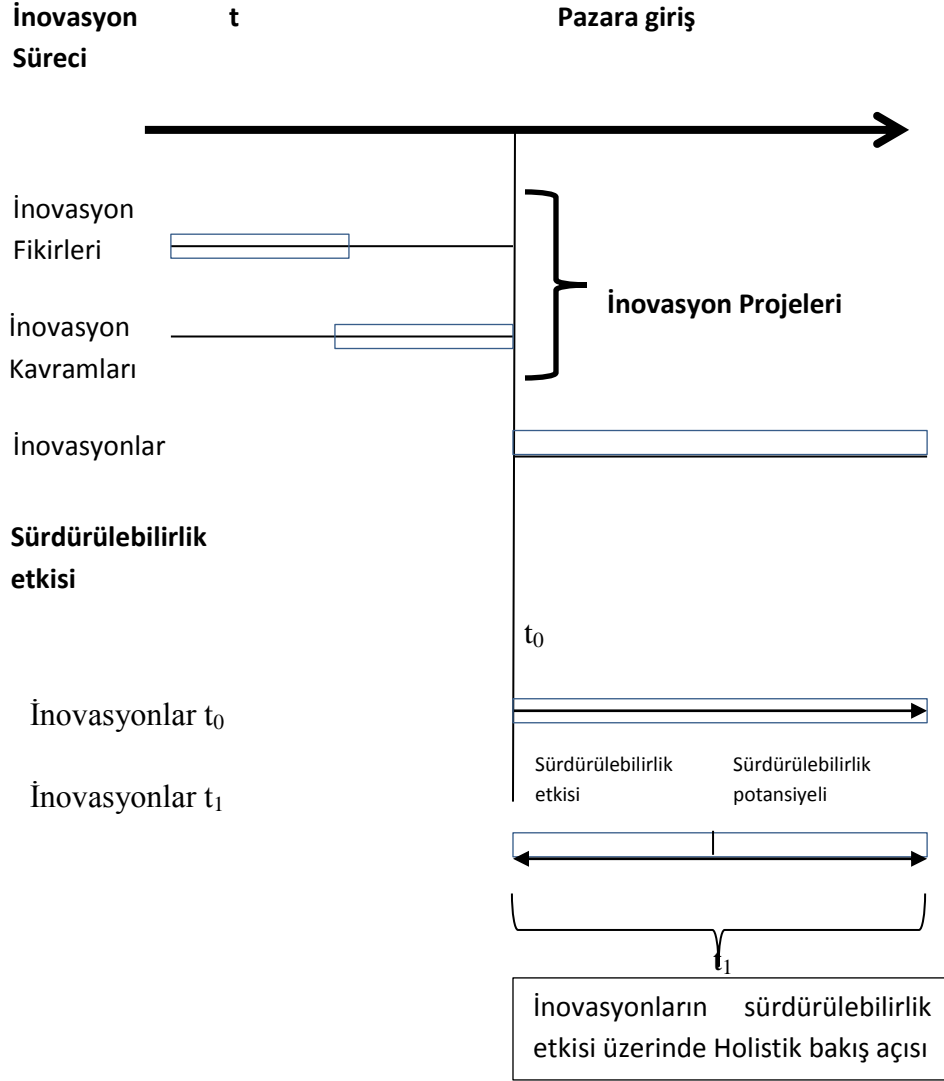 İnovasyon t Pazara giriş
Süreci
İnovasyon
Fikirleri
İnovasyon Projeleri
İnovasyon
Kavramları
İnovasyonlar
Sürdürülebilirlik
etkisi
t₀
İnovasyonlar t₀
Sürdürülebilirlik
etkisi
Sürdürülebilirlik
potansiyeli
İnovasyonlar t₁
t₁
İnovasyonların sürdürülebilirlik
etkisi üzerinde Holistik bakış açısı